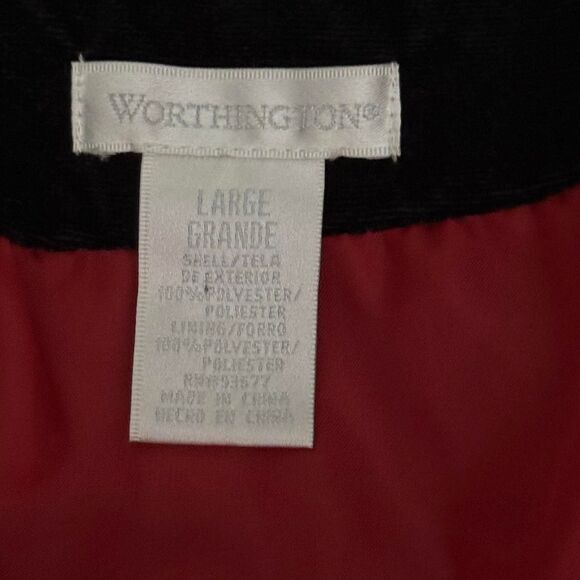 WORTHINGTON®
LARGE
GRANDE
SHELL/TELA
DE EXTERIOR
100%POLYESTER/
POLIESTER
LINING/FORRO
100%POLYESTER/
POLIESTER
RN#93677
MADE IN CHINA
HECHO EN CHINA